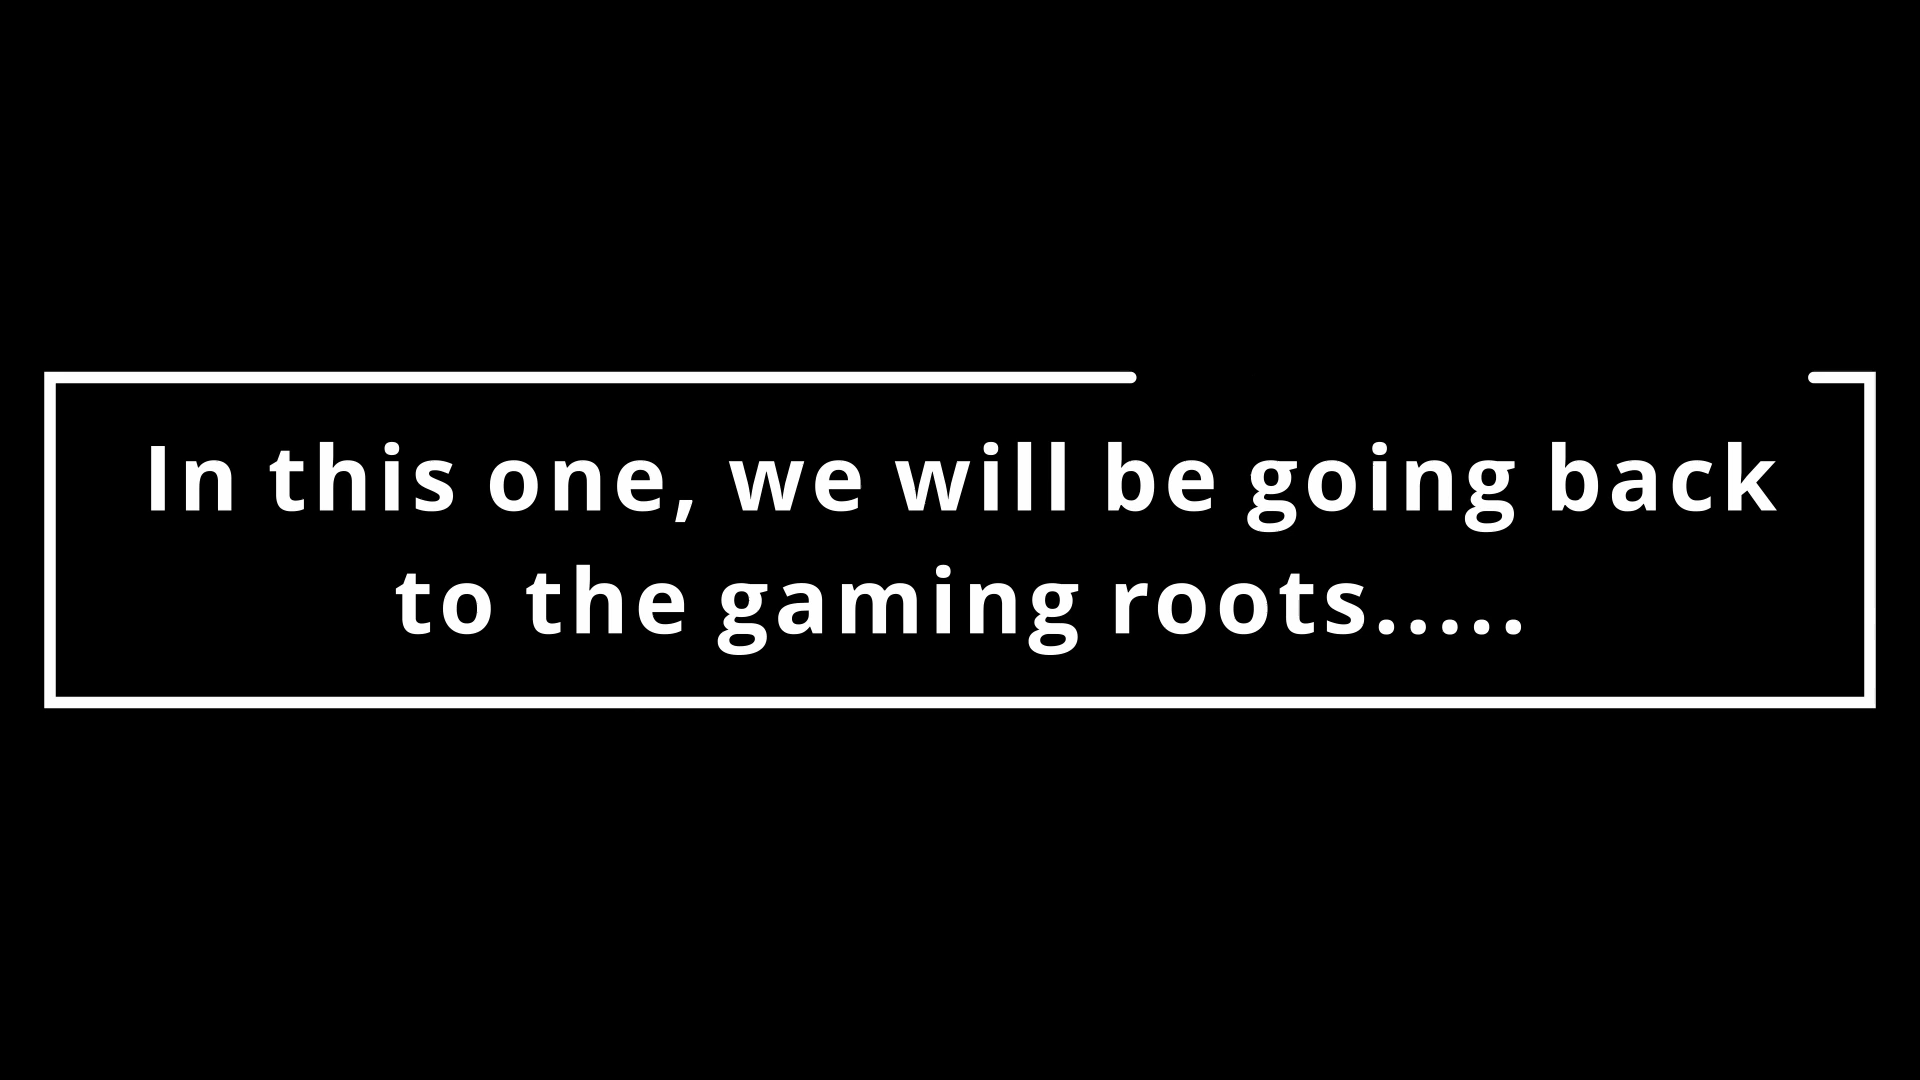 In this one, we will be going back
to the gaming roots.....